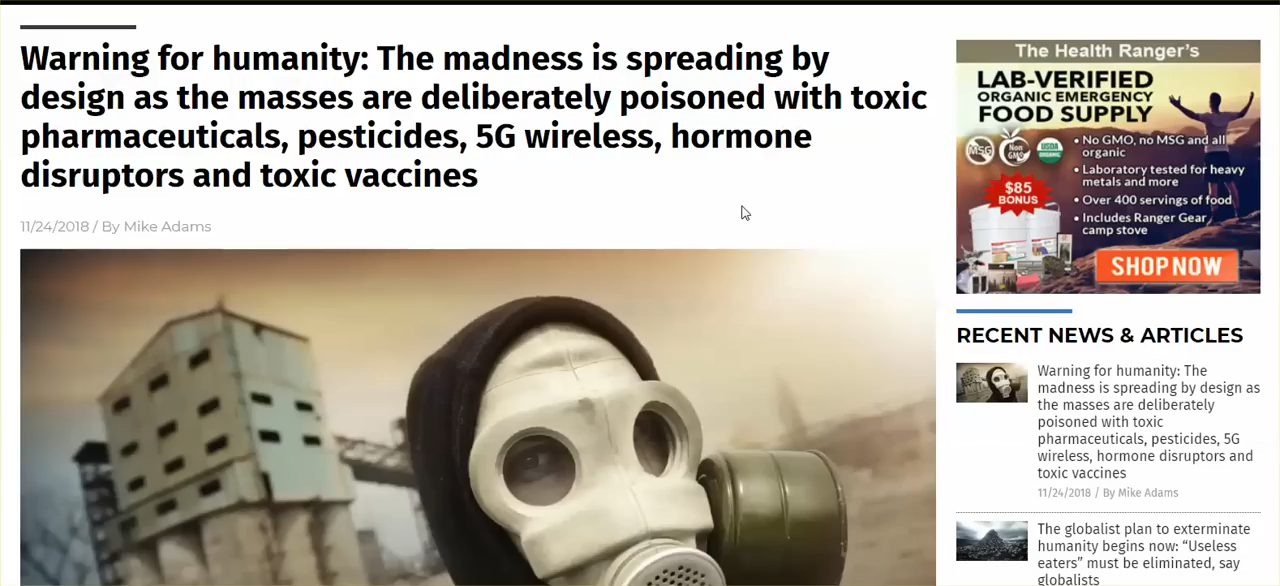 Warning for humanity: The madness is spreading by
design as the masses are deliberately poisoned with toxic
pharmaceuticals, pesticides, 5G wireless, hormone
disruptors and toxic vaccines
11/24/2018 / By Mike Adams
The Health Ranger's
LAB-VERIFIED
ORGANIC EMERGENCY
FOOD SUPPLY
MSG
Non
GMO
USDA
ORGANIC
• No GMO, no MSG and all
organic
• Laboratory tested for heavy
metals and more
• Over 400 servings of food
• Includes Ranger Gear
camp stove
$85
BONUS
SHOP NOW
RECENT NEWS & ARTICLES
Warning for humanity: The
madness is spreading by design as
the masses are deliberately
poisoned with toxic
pharmaceuticals, pesticides, 5G
wireless, hormone disruptors and
toxic vaccines
11/24/2018 / By Mike Adams
The globalist plan to exterminate
humanity begins now: “Useless
eaters” must be eliminated, say
globalists